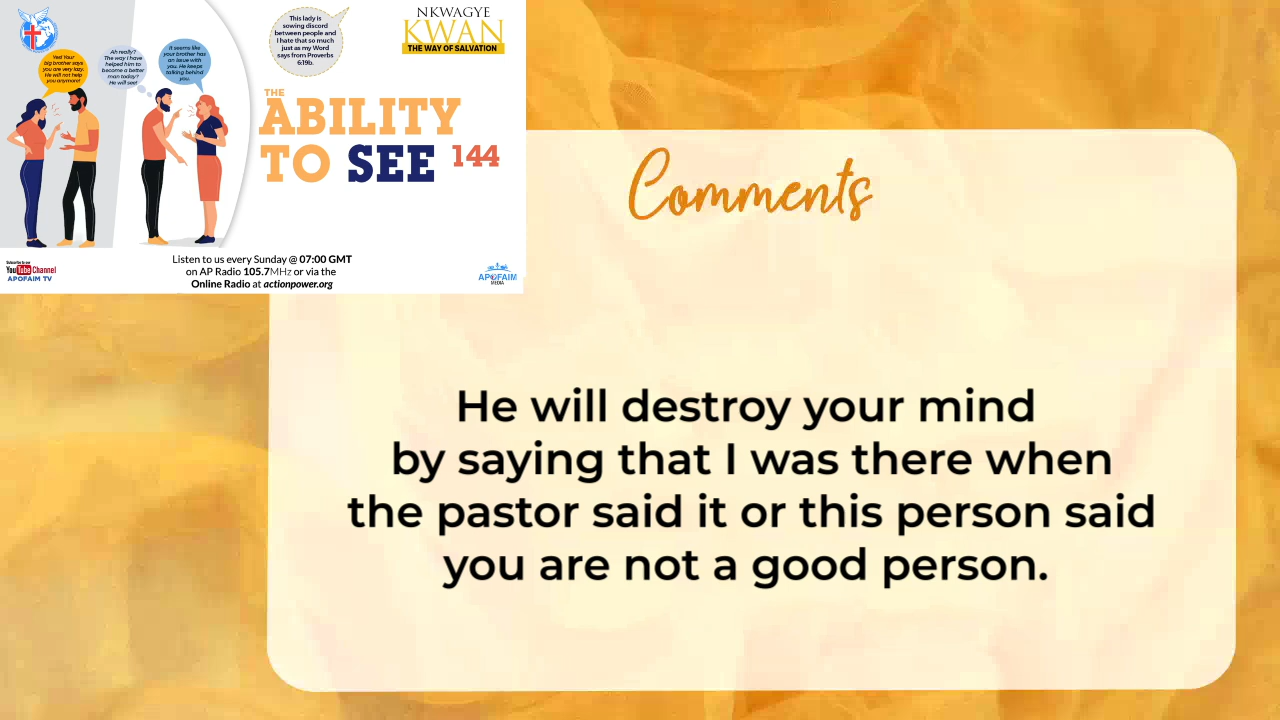 This lady is
sowing discord
between people and
I hate that so much
just as my Word
says from Proverbs
6:19b.
NKWAGYE
KWAN
THE WAY OF SALVATION
Yes! Your
big brother says
you are very lazy.
He will not help
you anymore!
Ah really?
The way I have
helped him to
become a better
man today?
He will see!
It seems like
your brother has
an issue with
you. He keeps
talking behind
you.
THE
ABILITY
TO SEE 144
Subscribe to our
YouTube Channel
APOFAIM TV
Listen to us every Sunday @ 07:00 GMT
on AP Radio 105.7MHz or via the
Online Radio at actionpower.org
APOFAIM
MEDIA
Comments
He will destroy your mind
by saying that I was there when
the pastor said it or this person said
you are not a good person.